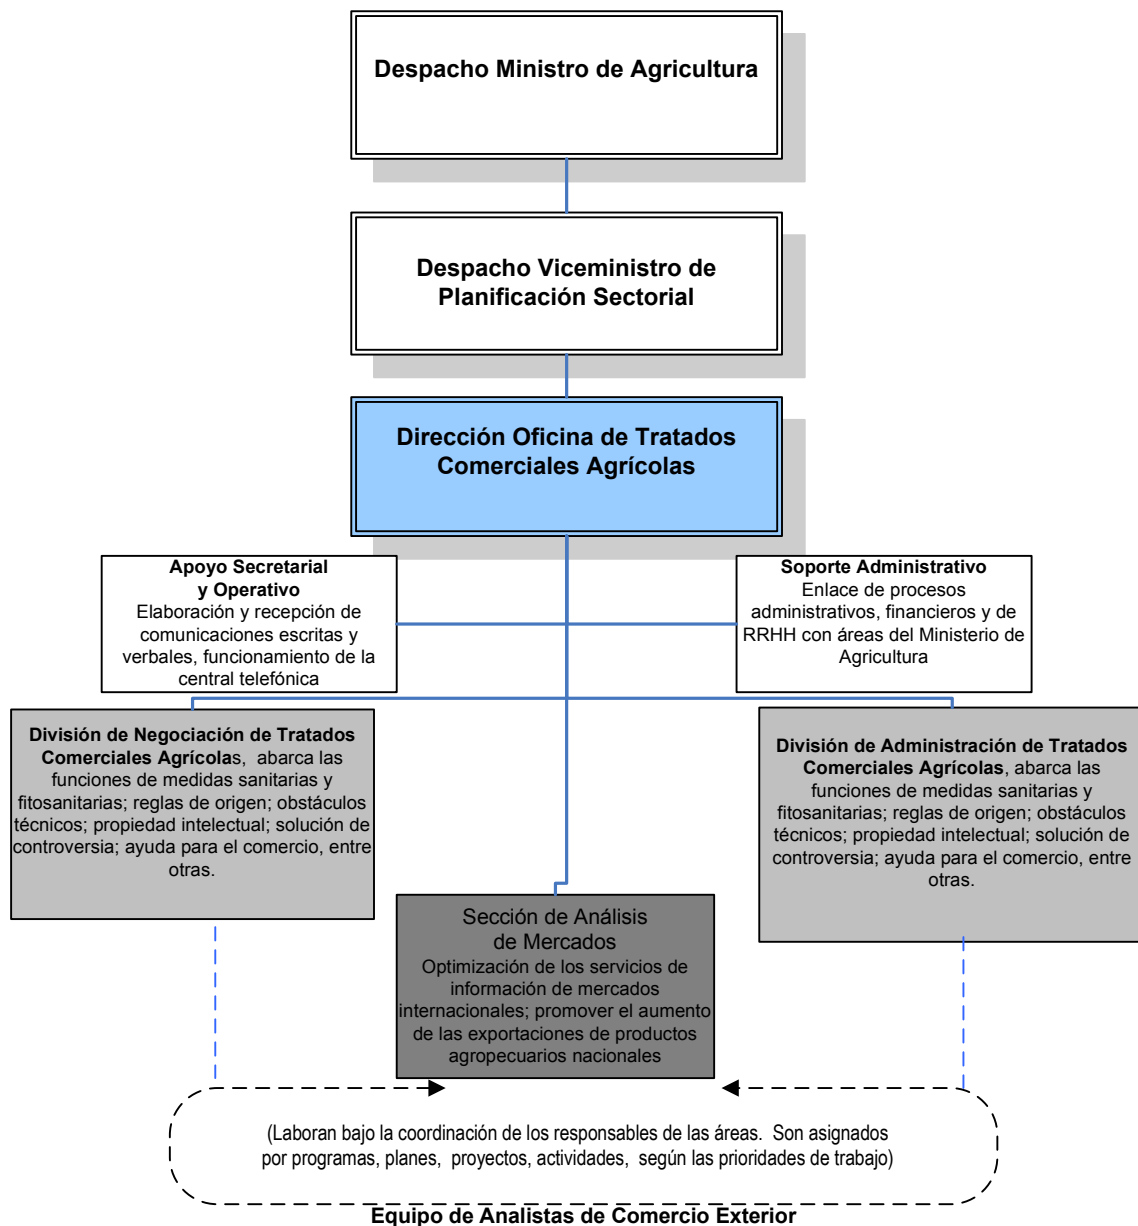 Despacho Ministro de Agricultura
Despacho Viceministro de
Planificación Sectorial
Dirección Oficina de Tratados
Comerciales Agrícolas
Apoyo Secretarial
y Operativo
Elaboración y recepción de
comunicaciones escritas y
verbales, funcionamiento de la
central telefónica
Soporte Administrativo
Enlace de procesos
administrativos, financieros y de
RRHH con áreas del Ministerio de
Agricultura
División de Negociación de Tratados
Comerciales Agrícolas, abarca las
funciones de medidas sanitarias y
fitosanitarias; reglas de origen; obstáculos
técnicos; propiedad intelectual; solución de
controversia; ayuda para el comercio, entre
otras.
División de Administración de Tratados
Comerciales Agrícolas, abarca las
funciones de medidas sanitarias y
fitosanitarias; reglas de origen; obstáculos
técnicos; propiedad intelectual; solución de
controversia; ayuda para el comercio, entre
otras.
Sección de Análisis
de Mercados
Optimización de los servicios de
información de mercados
internacionales; promover el aumento
de las exportaciones de productos
agropecuarios nacionales
(Laboran bajo la coordinación de los responsables de las áreas. Son asignados
por programas, planes, proyectos, actividades, según las prioridades de trabajo)
Equipo de Analistas de Comercio Exterior